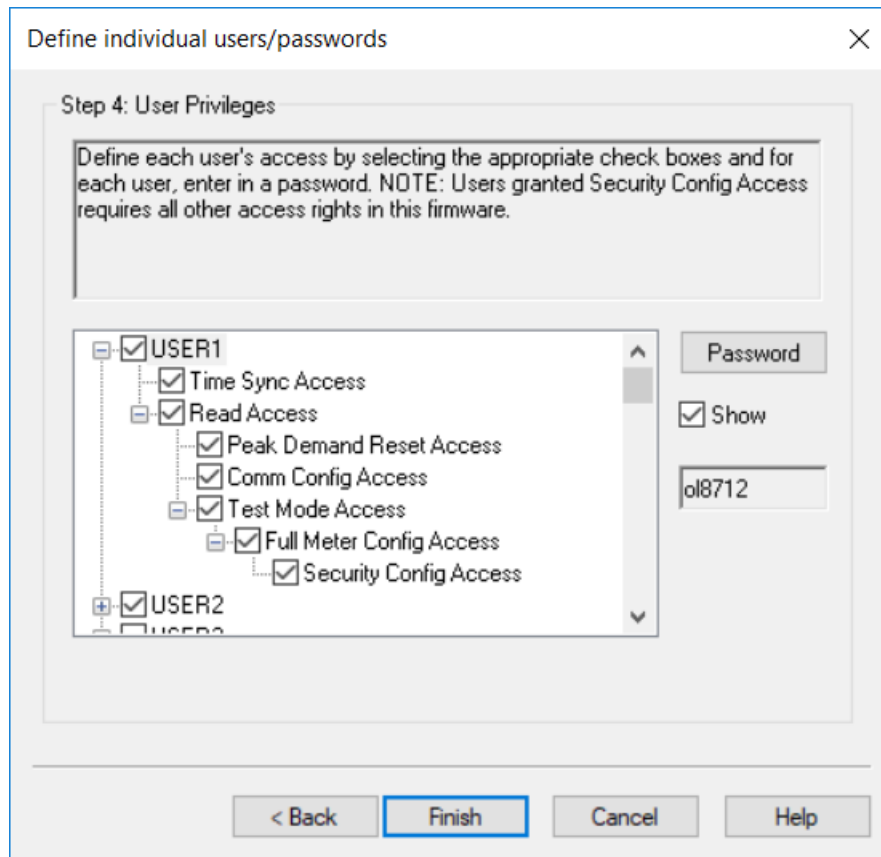 Define individual users/passwords
Step 4: User Privileges
Define each user's access by selecting the appropriate check boxes and for
each user, enter in a password. NOTE: Users granted Security Config Access
requires all other access rights in this firmware.
USER1
Time Sync Access
Read Access
Peak Demand Reset Access
Comm Config Access
Test Mode Access
Full Meter Config Access
Security Config Access
USER2
Password
Show
ol8712
< Back
Finish
Cancel
Help